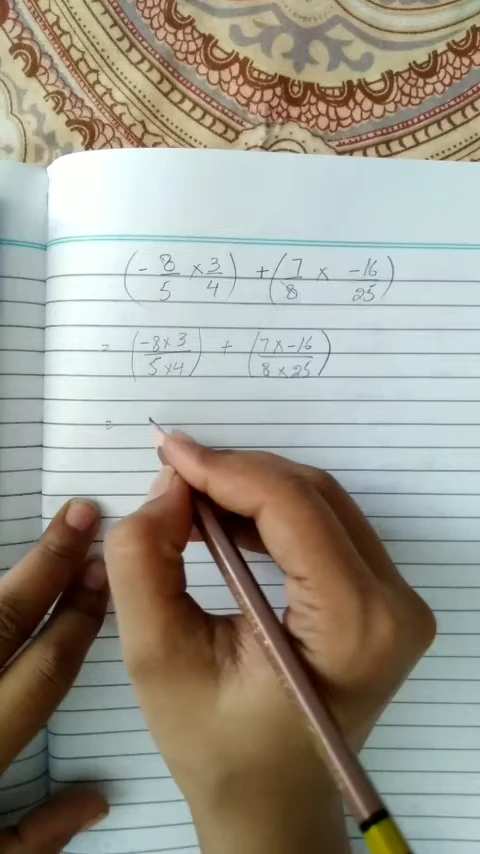 (-8/5 × 3/4) + (7/8 × -16/25)
= (-8×3/5×4) + (7×-16/8×25)
=